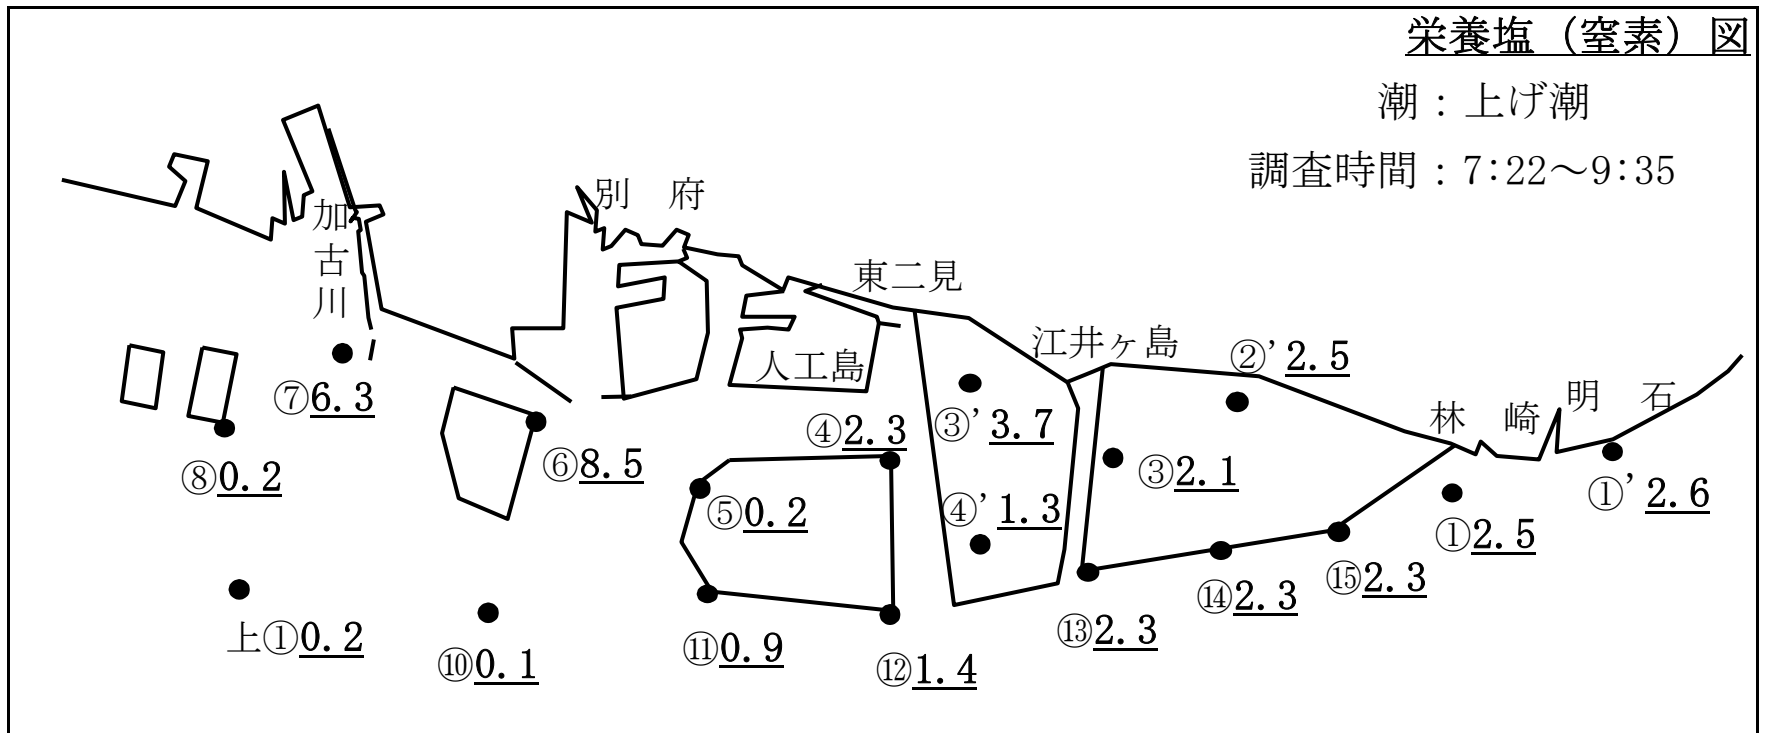 栄養塩（窒素）図
潮：上げ潮
調査時間：7:22～9:35
別　府
加古川
東二見
人工島
江井ヶ島
②’2.5
林　崎
明　石
⑦6.3
③’3.7
④2.3
⑧0.2
⑥8.5
③2.1
①’2.6
⑤0.2
④’1.3
①2.5
⑮2.3
⑭2.3
⑬2.3
上①0.2
⑩0.1
⑪0.9
⑫1.4